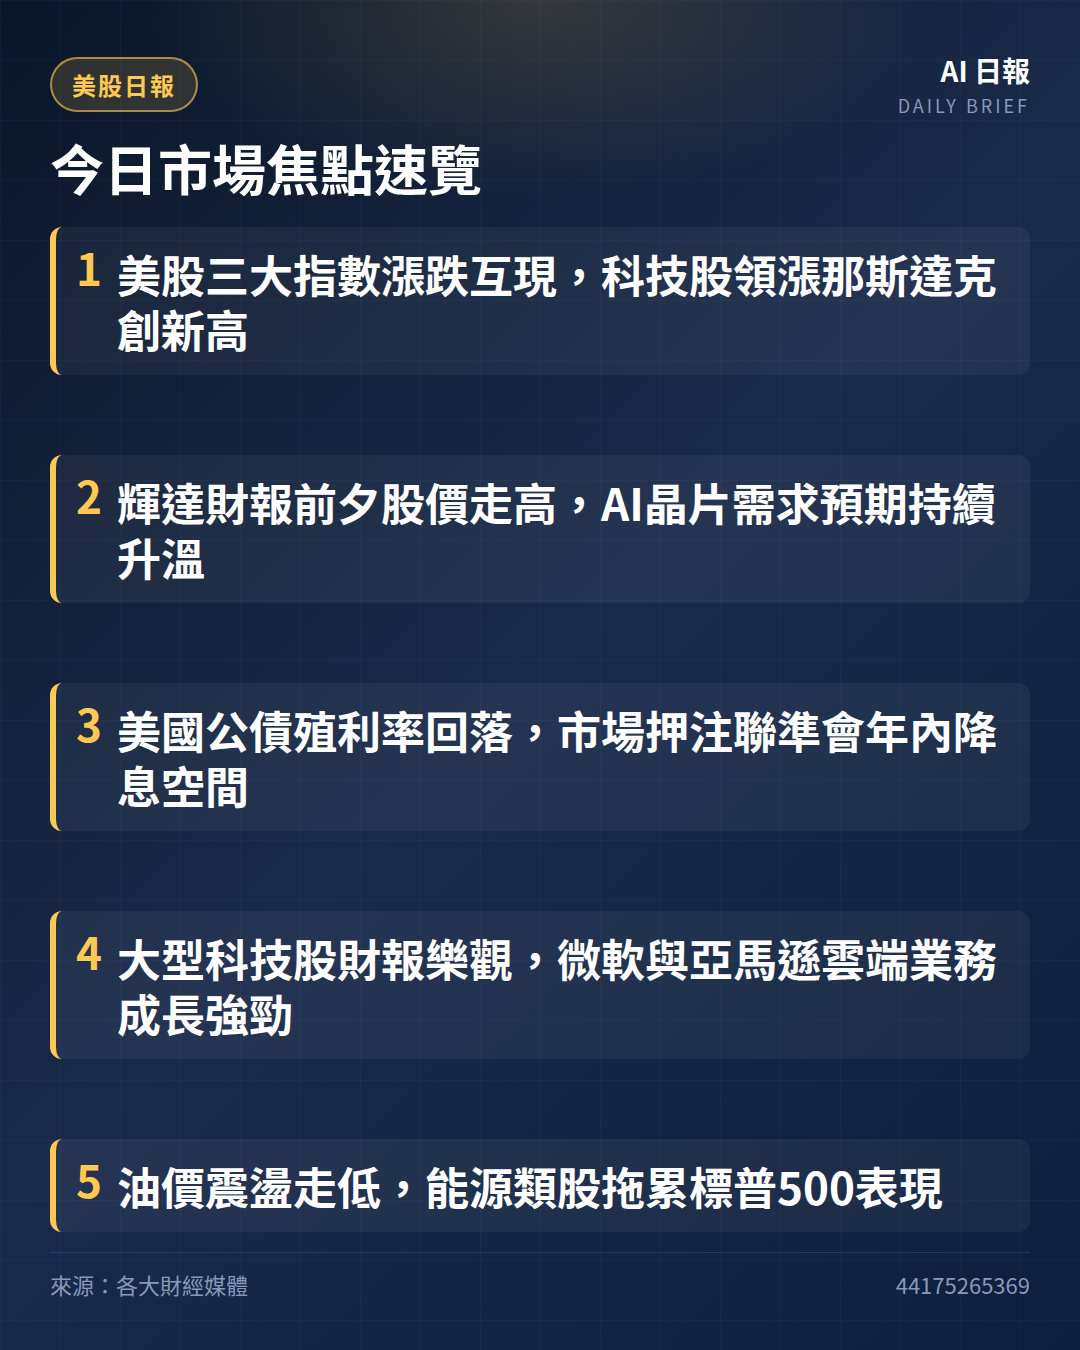 美股日報
AI 日報
DAILY BRIEF
今日市場焦點速覽
1 美股三大指數漲跌互現，科技股領漲那斯達克
創新高
2 輝達財報前夕股價走高，AI晶片需求預期持續
升溫
3 美國公債殖利率回落，市場押注聯準會年內降
息空間
4 大型科技股財報樂觀，微軟與亞馬遜雲端業務
成長強勁
5 油價震盪走低，能源類股拖累標普500表現
來源：各大財經媒體
44175265369